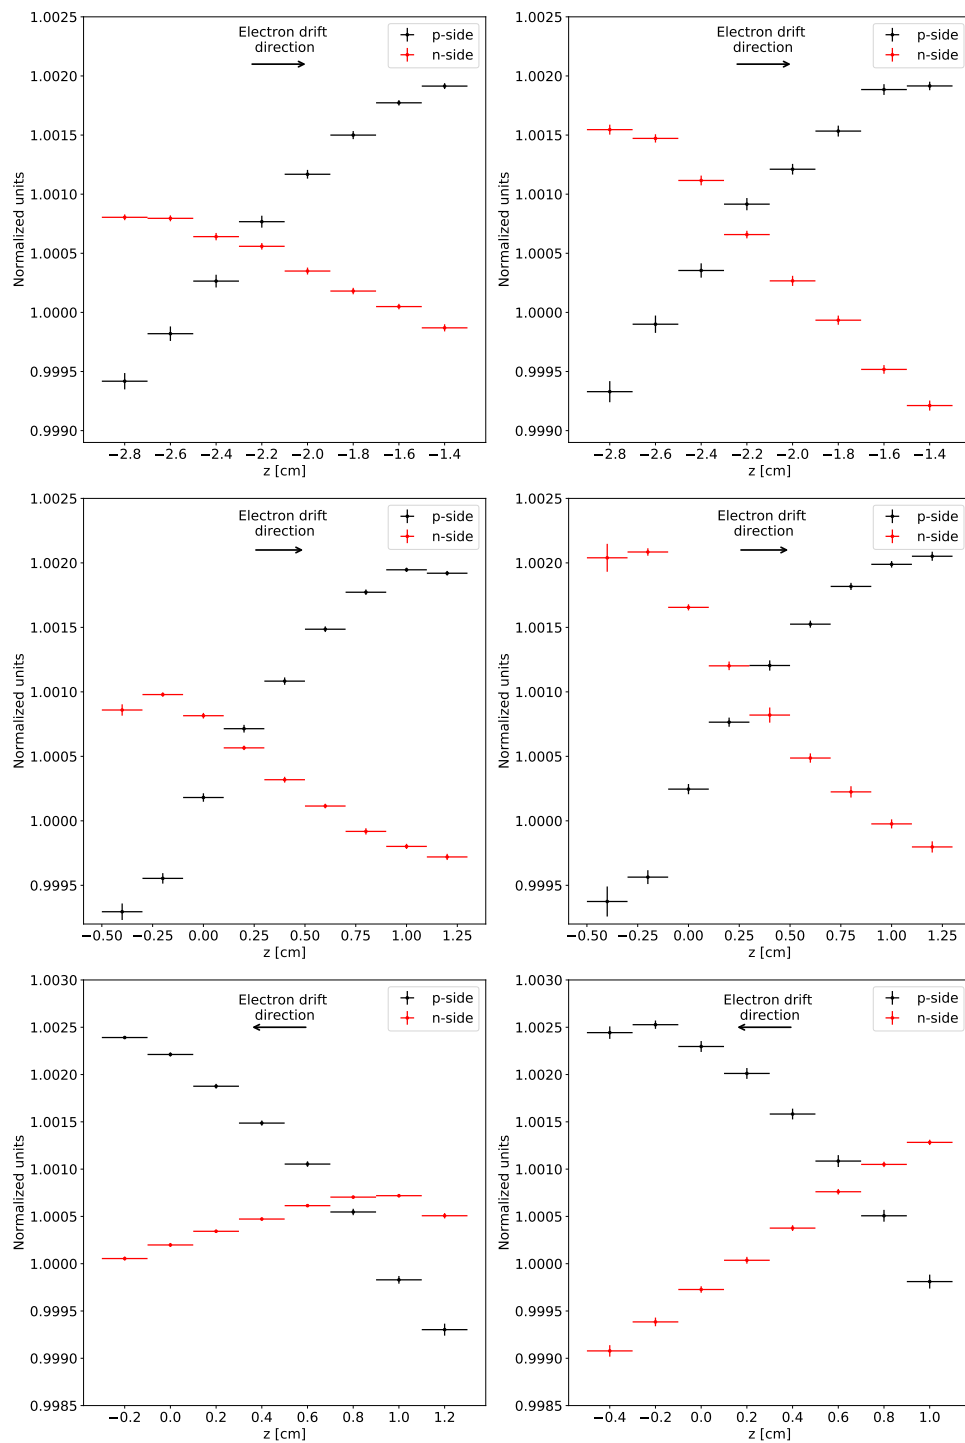 1.0025
1.0020
1.0015
1.0010
1.0005
1.0000
0.9995
0.9990
Normalized units
Electron drift
direction
p-side
n-side
−2.8 −2.6 −2.4 −2.2 −2.0 −1.8 −1.6 −1.4
z [cm]
1.0025
1.0020
1.0015
1.0010
1.0005
1.0000
0.9995
0.9990
Normalized units
Electron drift
direction
p-side
n-side
−2.8 −2.6 −2.4 −2.2 −2.0 −1.8 −1.6 −1.4
z [cm]
1.0025
1.0020
1.0015
1.0010
1.0005
1.0000
0.9995
Normalized units
Electron drift
direction
p-side
n-side
−0.50 −0.25 0.00 0.25 0.50 0.75 1.00 1.25
z [cm]
1.0025
1.0020
1.0015
1.0010
1.0005
1.0000
0.9995
Normalized units
Electron drift
direction
p-side
n-side
−0.50 −0.25 0.00 0.25 0.50 0.75 1.00 1.25
z [cm]
1.0030
1.0025
1.0020
1.0015
1.0010
1.0005
1.0000
0.9995
0.9990
0.9985
Normalized units
Electron drift
direction
p-side
n-side
−0.2 0.0 0.2 0.4 0.6 0.8 1.0 1.2
z [cm]
1.0030
1.0025
1.0020
1.0015
1.0010
1.0005
1.0000
0.9995
0.9990
0.9985
Normalized units
Electron drift
direction
p-side
n-side
−0.4 −0.2 0.0 0.2 0.4 0.6 0.8 1.0
z [cm]